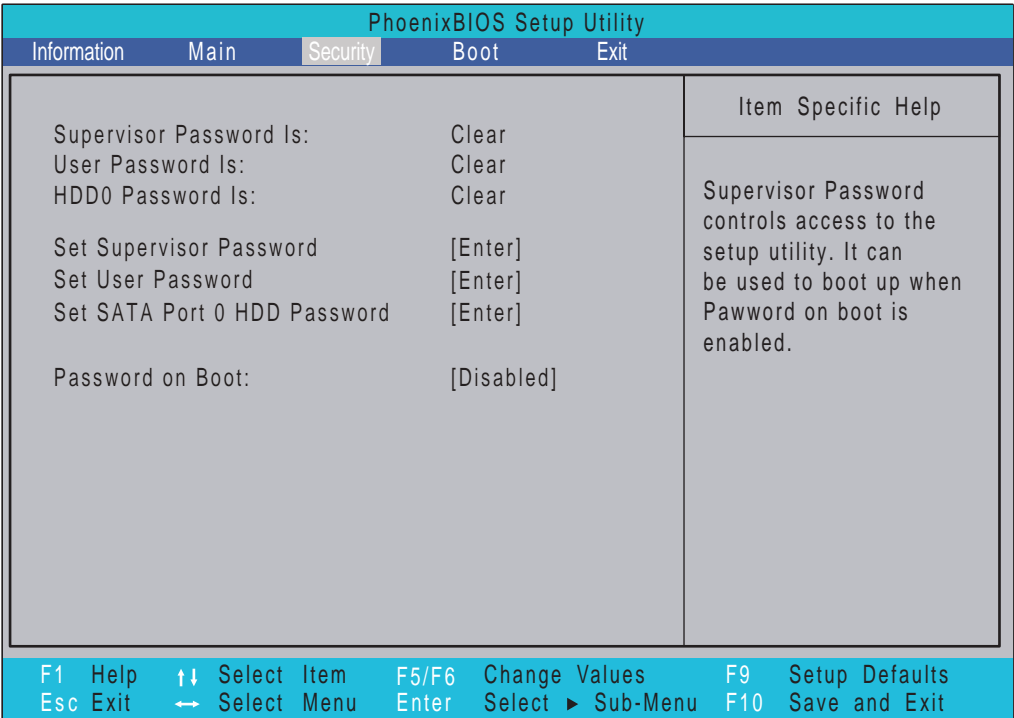 PhoenixBIOS Setup Utility
Information Main Security Boot Exit
Supervisor Password Is: Clear
User Password Is: Clear
HDD0 Password Is: Clear
Set Supervisor Password [Enter]
Set User Password [Enter]
Set SATA Port 0 HDD Password [Enter]
Password on Boot: [Disabled]
Item Specific Help
Supervisor Password
controls access to the
setup utility. It can
be used to boot up when
Pawword on boot is
enabled.
F1 Help ↑↓ Select Item F5/F6 Change Values F9 Setup Defaults
Esc Exit ↔ Select Menu Enter Select ► Sub-Menu F10 Save and Exit